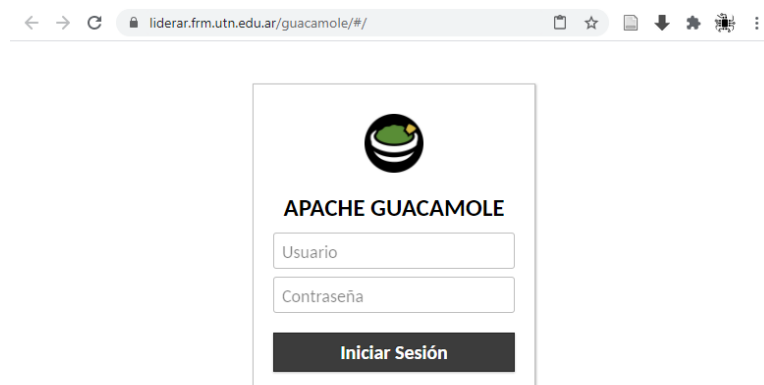 liderar.frm.utn.edu.ar/guacamole/#/
APACHE GUACAMOLE
Usuario
Contraseña
Iniciar Sesión